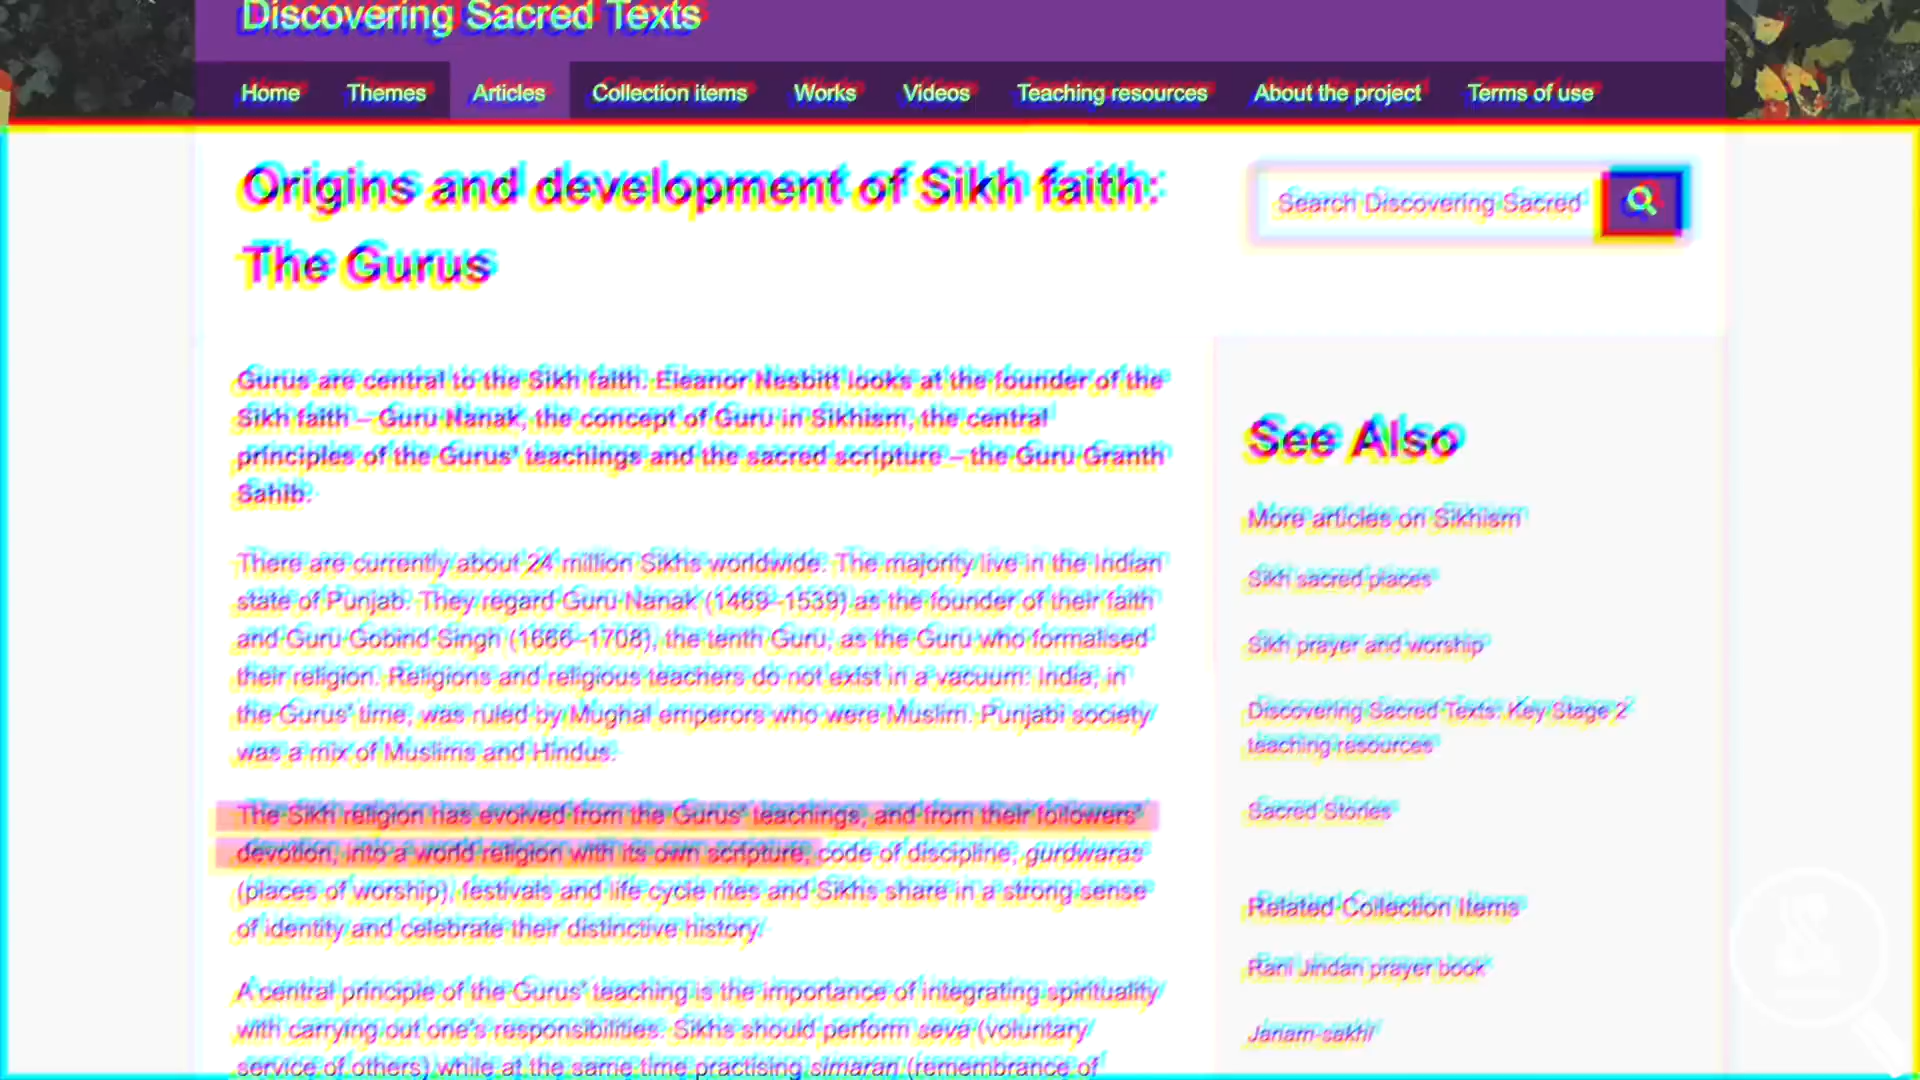 Discovering Sacred Texts
Home Themes Articles Collection items Works Videos Teaching resources About the project Terms of use
Origins and development of Sikh faith:
The Gurus
Search Discovering Sacred
Gurus are central to the Sikh faith. Eleanor Nesbitt looks at the founder of the
Sikh faith – Guru Nanak, the concept of Guru in Sikhism, the central
principles of the Gurus' teachings and the sacred scripture – the Guru Granth
Sahib.
There are currently about 24 million Sikhs worldwide. The majority live in the Indian
state of Punjab. They regard Guru Nanak (1469–1539) as the founder of their faith
and Guru Gobind Singh (1666–1708), the tenth Guru, as the Guru who formalised
their religion. Religions and religious teachers do not exist in a vacuum: India, in
the Gurus' time, was ruled by Mughal emperors who were Muslim. Punjabi society
was a mix of Muslims and Hindus.
The Sikh religion has evolved from the Gurus' teachings, and from their followers'
devotion, into a world religion with its own scripture, code of discipline, gurdwaras
(places of worship), festivals and life cycle rites and Sikhs share in a strong sense
of identity and celebrate their distinctive history.
A central principle of the Gurus' teaching is the importance of integrating spirituality
with carrying out one's responsibilities. Sikhs should perform seva (voluntary
service of others) while at the same time practising simaran (remembrance of
See Also
More articles on Sikhism
Sikh sacred places
Sikh prayer and worship
Discovering Sacred Texts: Key Stage 2
teaching resources
Sacred Stories
Related Collection Items
Rani Jindan prayer book
Janam-sakhi